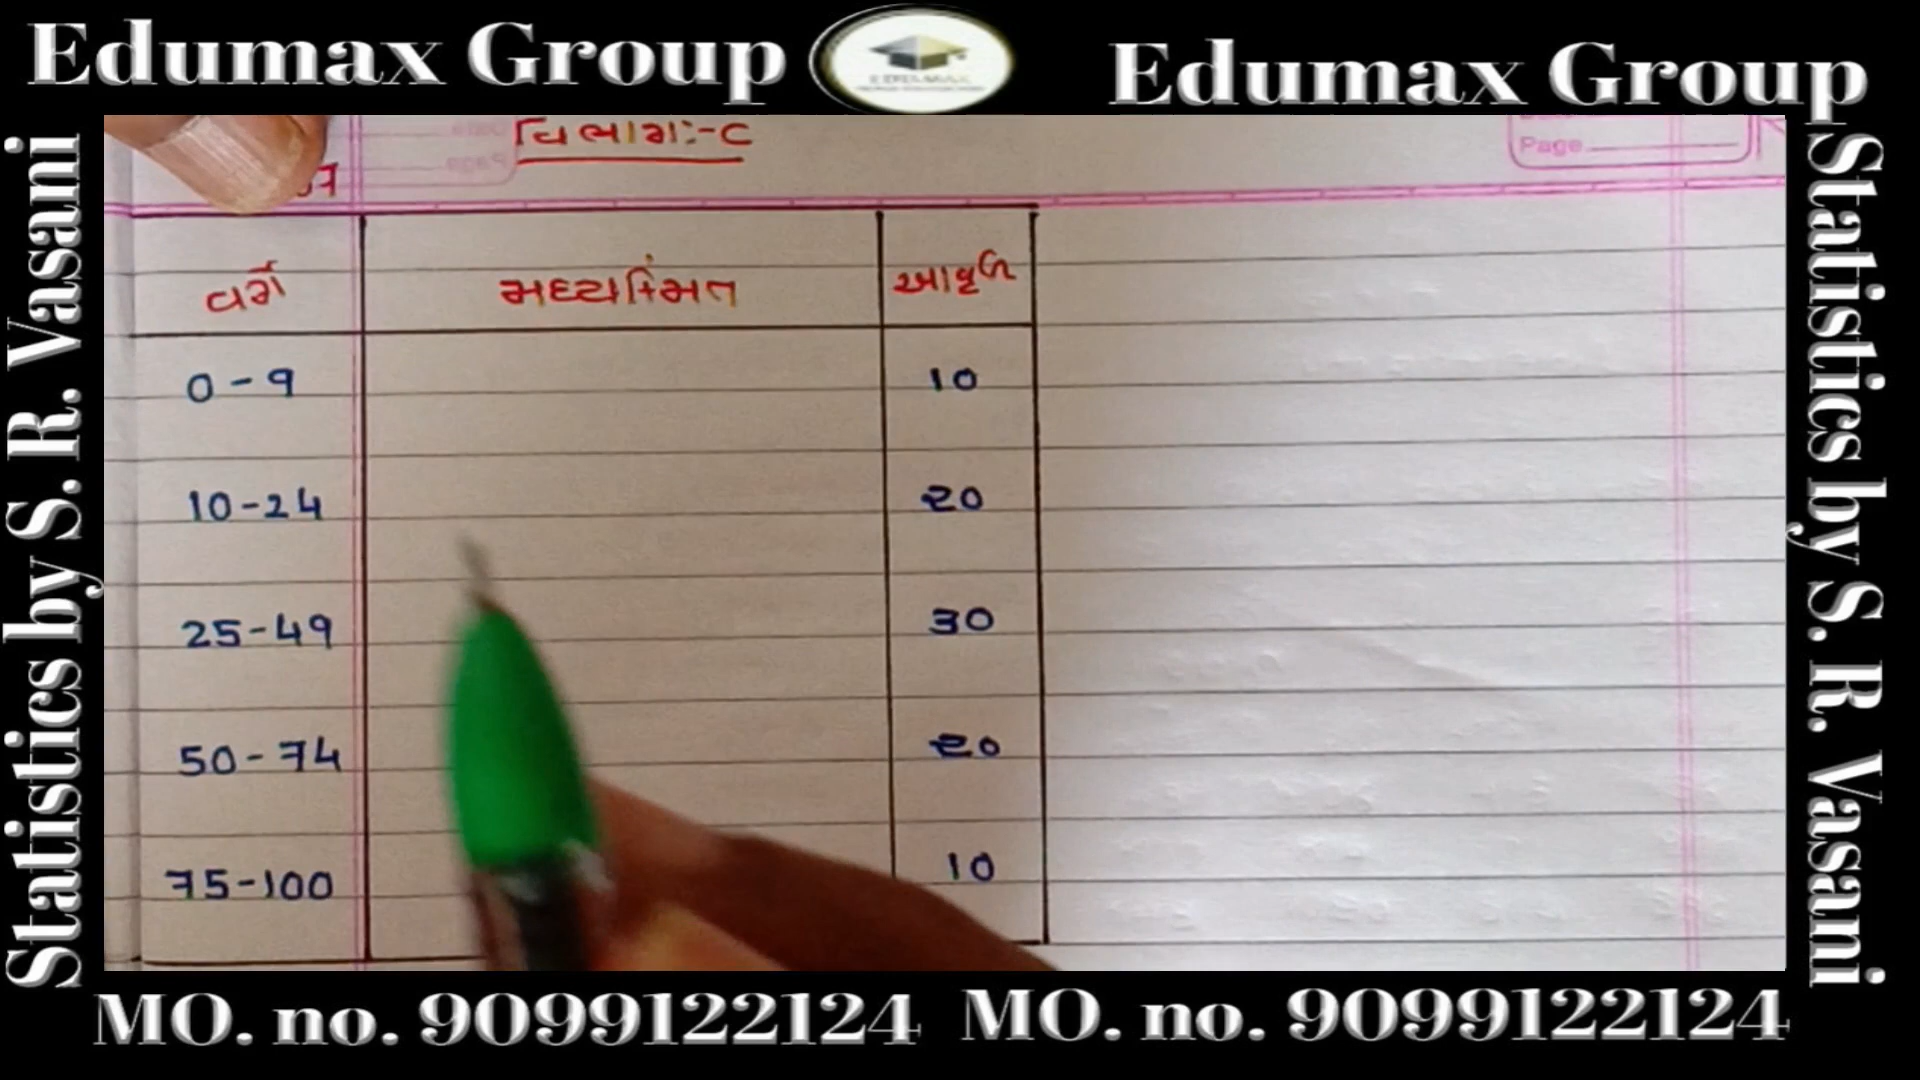 Edumax Group
Edumax Group
Statistics by S. R. Vasani
Statistics by S. R. Vasani
વિભાગ:-C
Page
વર્ગ મધ્યકિંમત આવૃત્તિ
0-9 10
10-24 20
25-49 30
50-74 20
75-100 10
MO. no. 9099122124 MO. no. 9099122124